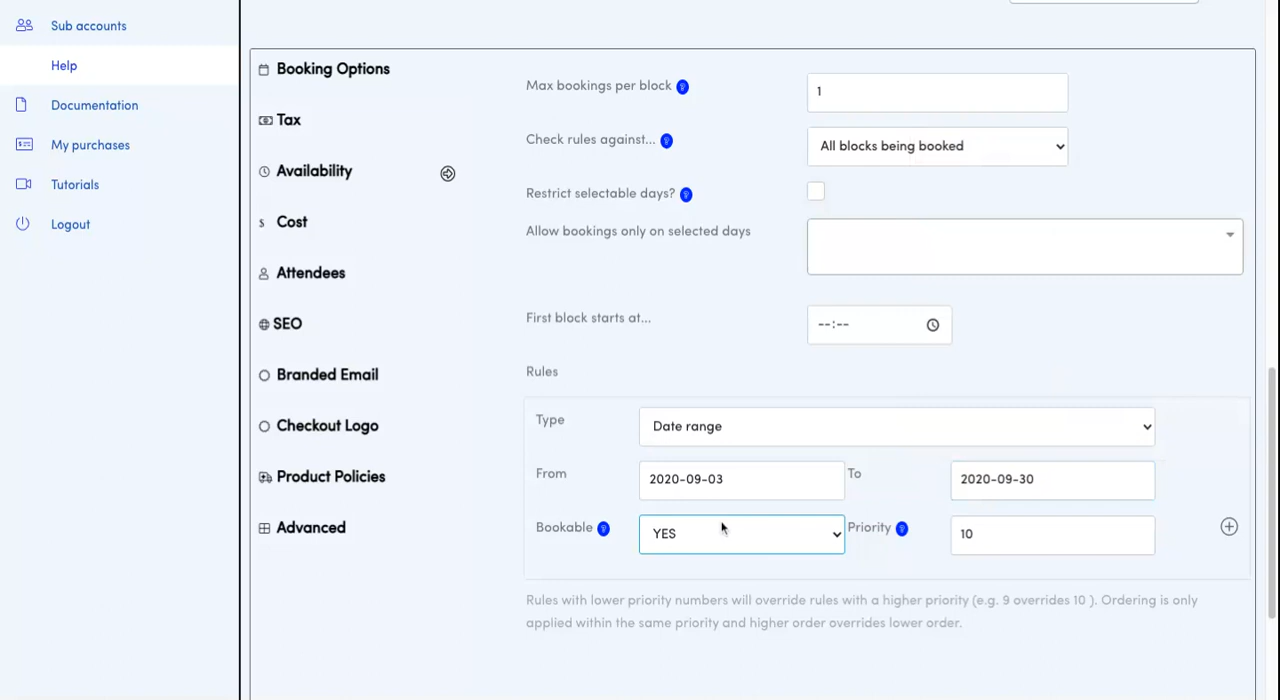 Sub accounts
Help
Documentation
My purchases
Tutorials
Logout
Booking Options
Tax
Availability
Cost
Attendees
SEO
Branded Email
Checkout Logo
Product Policies
Advanced
Max bookings per block ?
1
Check rules against... ?
All blocks being booked
Restrict selectable days? ?
Allow bookings only on selected days
First block starts at...
--:--
Rules
Type
Date range
From
2020-09-03
To
2020-09-30
Bookable ?
YES
Priority ?
10
Rules with lower priority numbers will override rules with a higher priority (e.g. 9 overrides 10 ). Ordering is only
applied within the same priority and higher order overrides lower order.